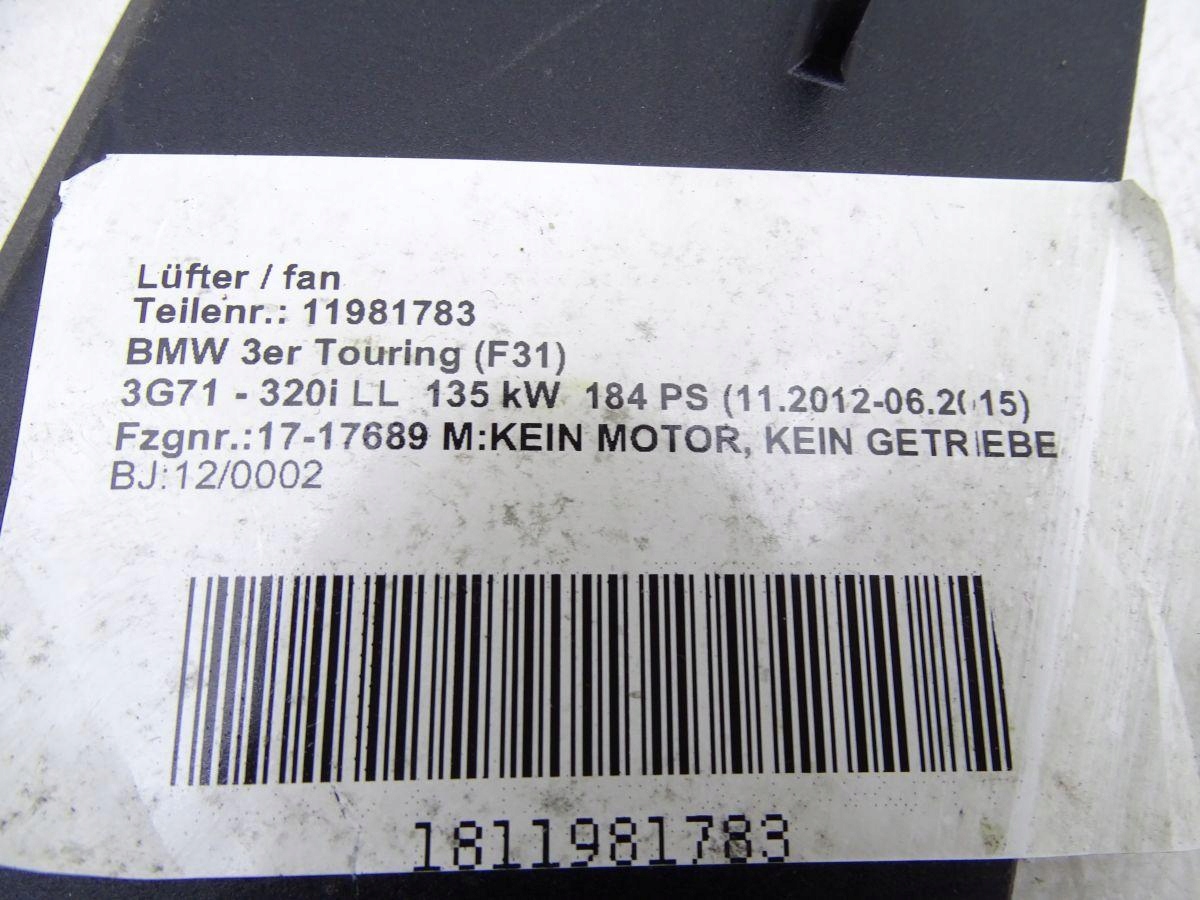 Lüfter / fan
Teilenr.: 11981783
BMW 3er Touring (F31)
3G71 - 320i LL 135 kW 184 PS (11.2012-06.2015)
Fzgnr.:17-17689 M:KEIN MOTOR, KEIN GETRIEBE
BJ:12/0002
1811981783